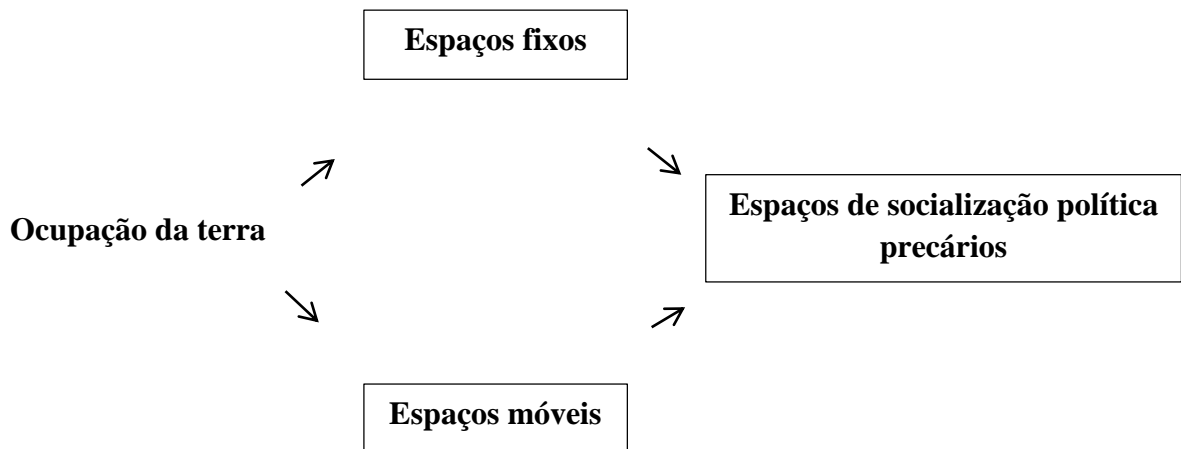 Espaços fixos
Ocupação da terra
Espaços de socialização política
precários
Espaços móveis